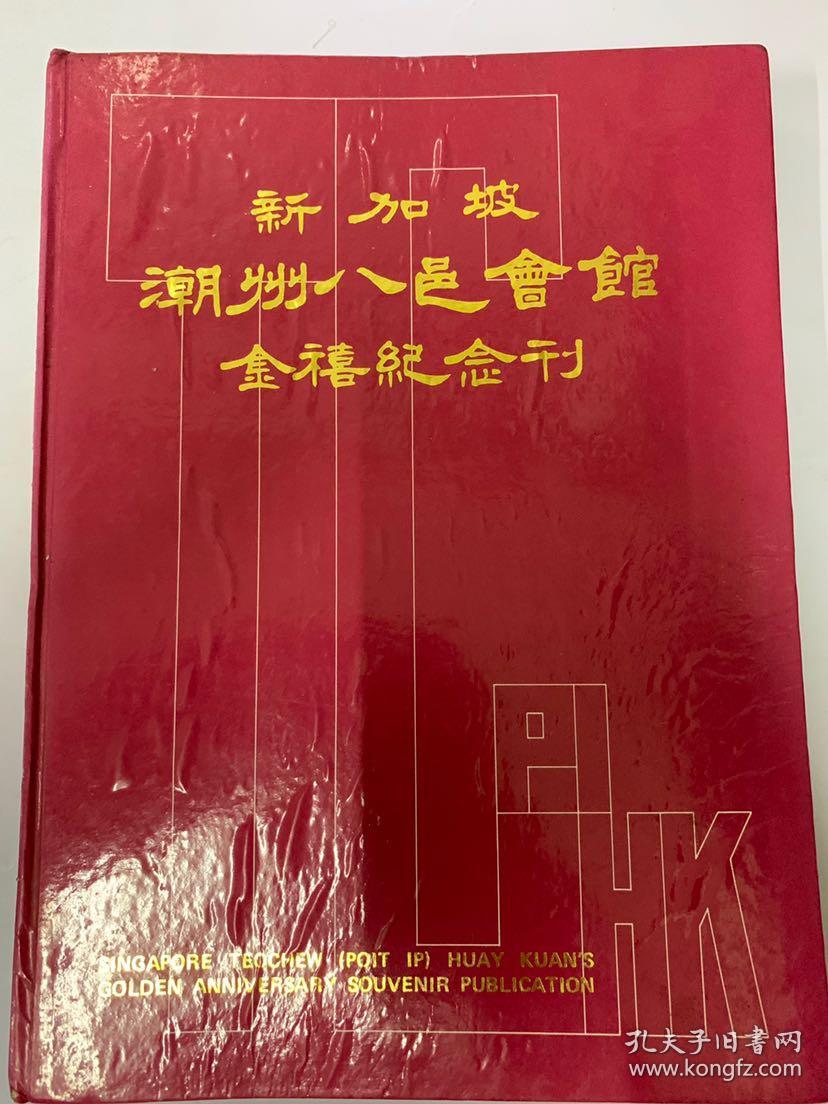 新加坡
潮州八邑會館
金禧紀念刊
PI
HK
SINGAPORE TEOCHEW (POIT IP) HUAY KUAN'S
GOLDEN ANNIVERSARY SOUVENIR PUBLICATION
孔夫子旧书网
www.kongfz.com